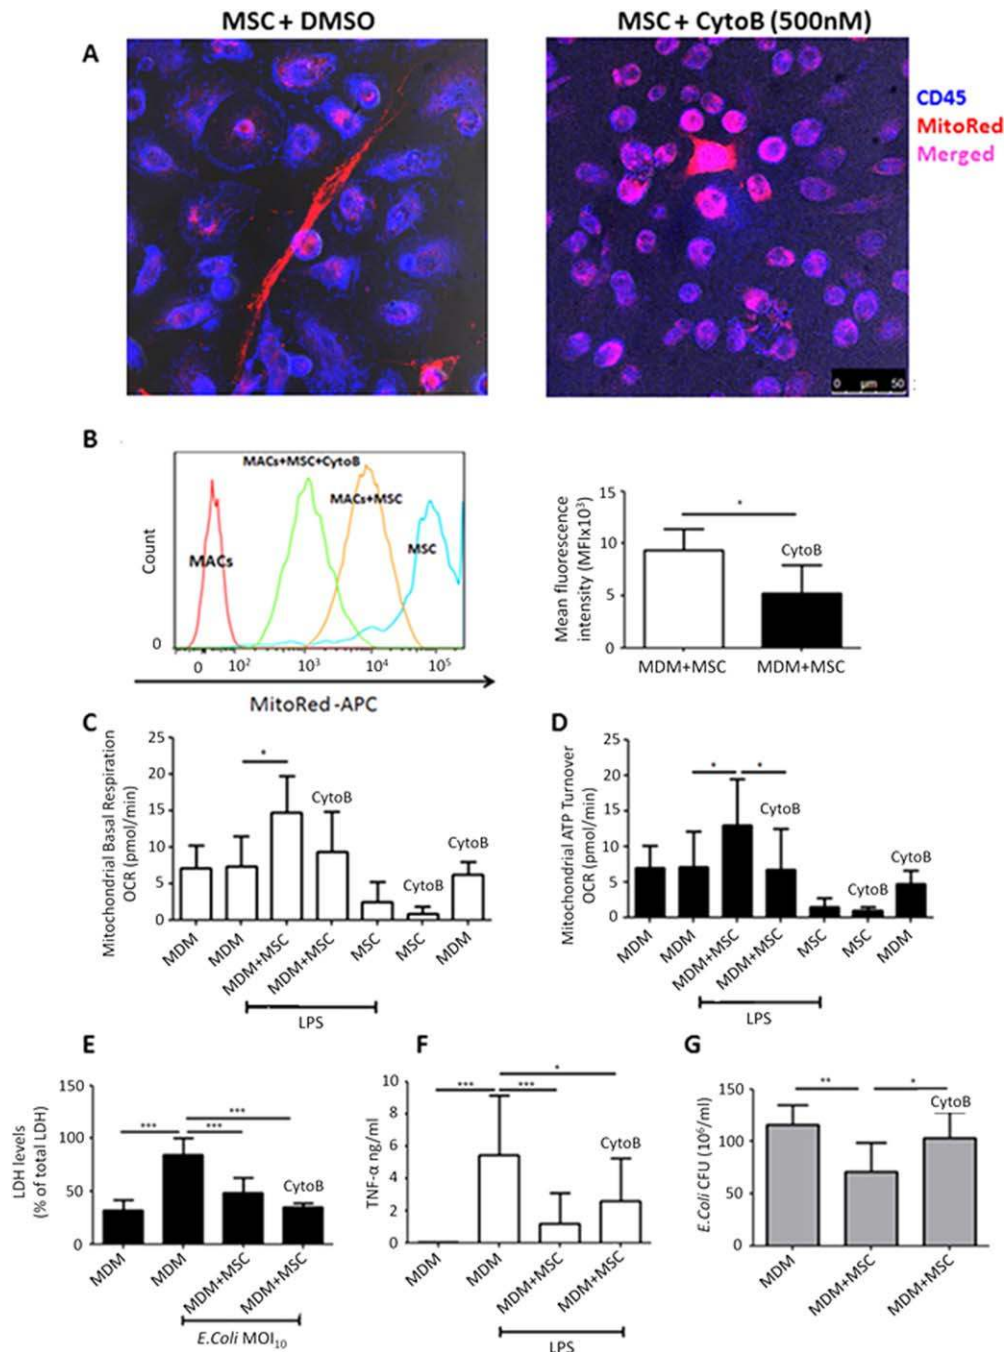 MSC + DMSO
MSC + CytoB (500nM)
A
CD45
MitoRed
Merged
0 µm 50
B
MACs+MSC+CytoB
MACs+MSC
MSC
MACs
Count
0
0 10² 10³ 10⁴ 10⁵
MitoRed -APC
Mean fluorescence
intensity (MFIx10³)
15
10
5
0
*
CytoB
MDM+MSC MDM+MSC
C
Mitochondrial Basal Respiration
OCR (pmol/min)
25
20
15
10
5
0
*
CytoB
CytoB
CytoB
MDM MDM MDM+MSC MDM+MSC MSC MSC MDM
LPS
D
Mitochondrial ATP Turnover
OCR (pmol/min)
25
20
15
10
5
0
* *
CytoB
CytoB
CytoB
MDM MDM MDM+MSC MDM+MSC MSC MSC MDM
LPS
E
LDH levels
(% of total LDH)
150
100
50
0
***
*** ***
CytoB
MDM MDM MDM+MSC MDM+MSC
E.Coli MOI₁₀
F
TNF-α ng/ml
10
8
6
4
2
0
*
*** ***
CytoB
MDM MDM MDM+MSC MDM+MSC
LPS
G
E.Coli CFU (10⁶/ml)
150
100
50
0
** *
CytoB
MDM MDM+MSC MDM+MSC